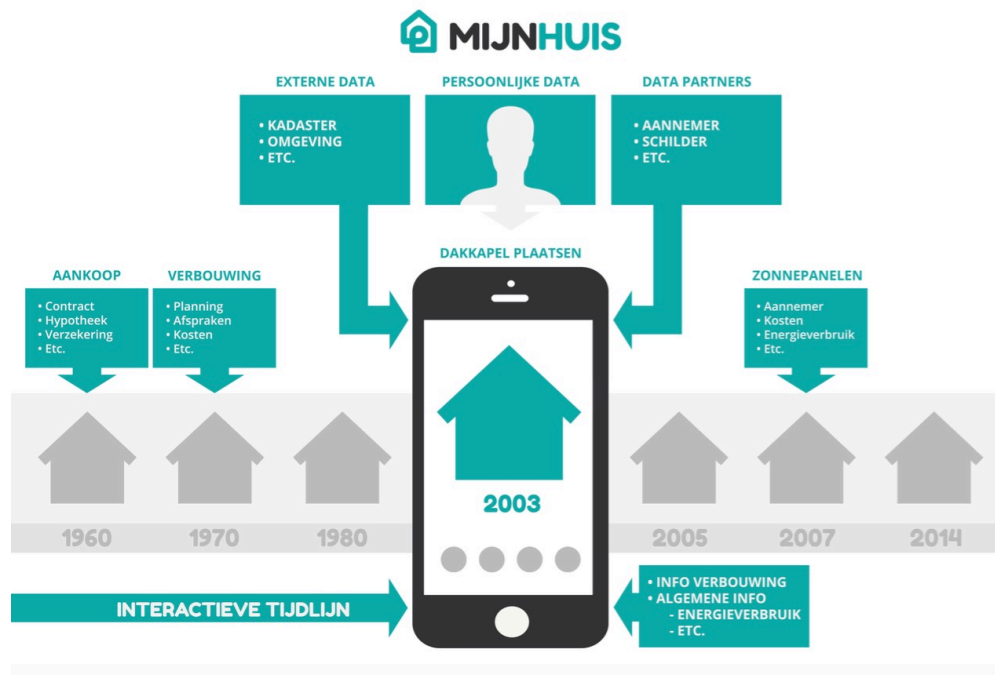 MIJNHUIS
EXTERNE DATA
• KADASTER
• OMGEVING
• ETC.
PERSOONLIJKE DATA
DATA PARTNERS
• AANNEMER
• SCHILDER
• ETC.
AANKOOP
• Contract
• Hypotheek
• Verzekering
• Etc.
VERBOUWING
• Planning
• Afspraken
• Kosten
• Etc.
DAKKAPEL PLAATSEN
ZONNEPANELEN
• Aannemer
• Kosten
• Energieverbruik
• Etc.
1960
1970
1980
2003
2005
2007
2014
INTERACTIEVE TIJDLIJN
• INFO VERBOUWING
• ALGEMENE INFO
- ENERGIEVERBRUIK
- ETC.